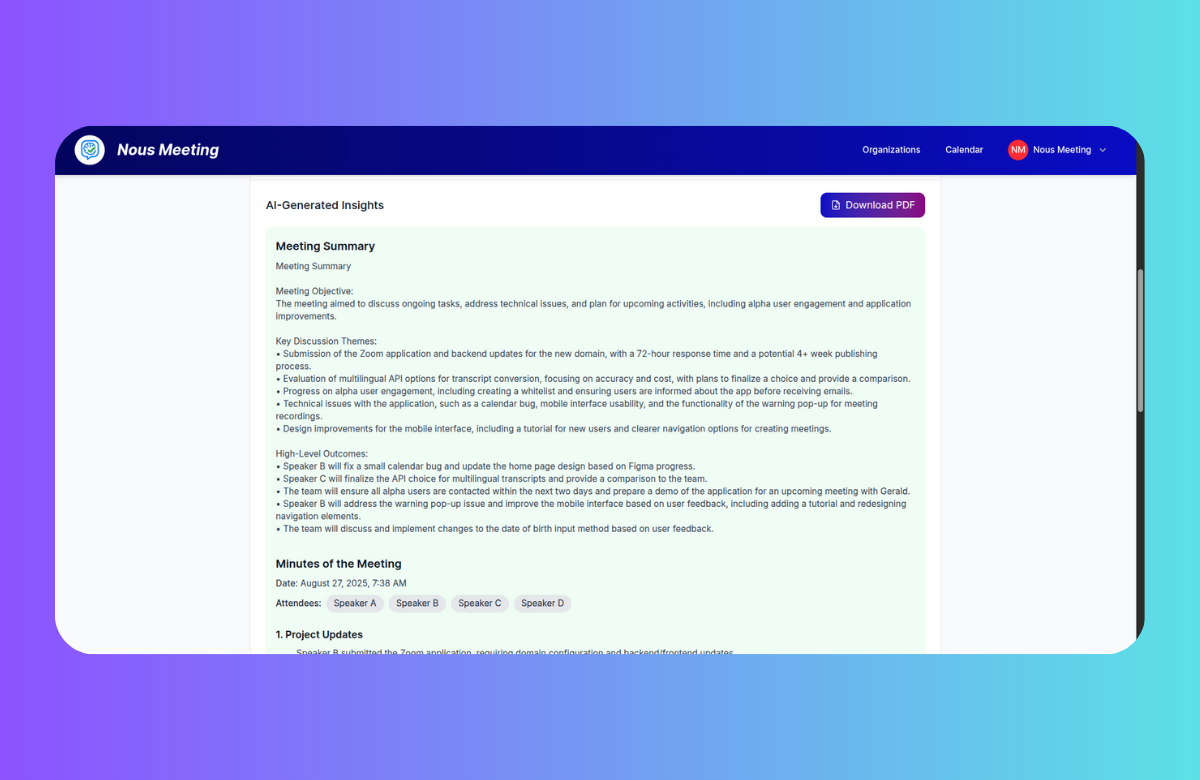 Nous Meeting
Organizations
Calendar
NM
Nous Meeting
AI-Generated Insights
Download PDF
Meeting Summary
Meeting Summary
Meeting Objective:
The meeting aimed to discuss ongoing tasks, address technical issues, and plan for upcoming activities, including alpha user engagement and application
improvements.
Key Discussion Themes:
• Submission of the Zoom application and backend updates for the new domain, with a 72-hour response time and a potential 4+ week publishing
process.
• Evaluation of multilingual API options for transcript conversion, focusing on accuracy and cost, with plans to finalize a choice and provide a comparison.
• Progress on alpha user engagement, including creating a whitelist and ensuring users are informed about the app before receiving emails.
• Technical issues with the application, such as a calendar bug, mobile interface usability, and the functionality of the warning pop-up for meeting
recordings.
• Design improvements for the mobile interface, including a tutorial for new users and clearer navigation options for creating meetings.
High-Level Outcomes:
• Speaker B will fix a small calendar bug and update the home page design based on Figma progress.
• Speaker C will finalize the API choice for multilingual transcripts and provide a comparison to the team.
• The team will ensure all alpha users are contacted within the next two days and prepare a demo of the application for an upcoming meeting with Gerald.
• Speaker B will address the warning pop-up issue and improve the mobile interface based on user feedback, including adding a tutorial and redesigning
navigation elements.
• The team will discuss and implement changes to the date of birth input method based on user feedback.
Minutes of the Meeting
Date: August 27, 2025, 7:38 AM
Attendees: Speaker A Speaker B Speaker C Speaker D
1. Project Updates
Speaker B submitted the Zoom application, requiring domain configuration and backend/frontend updates.